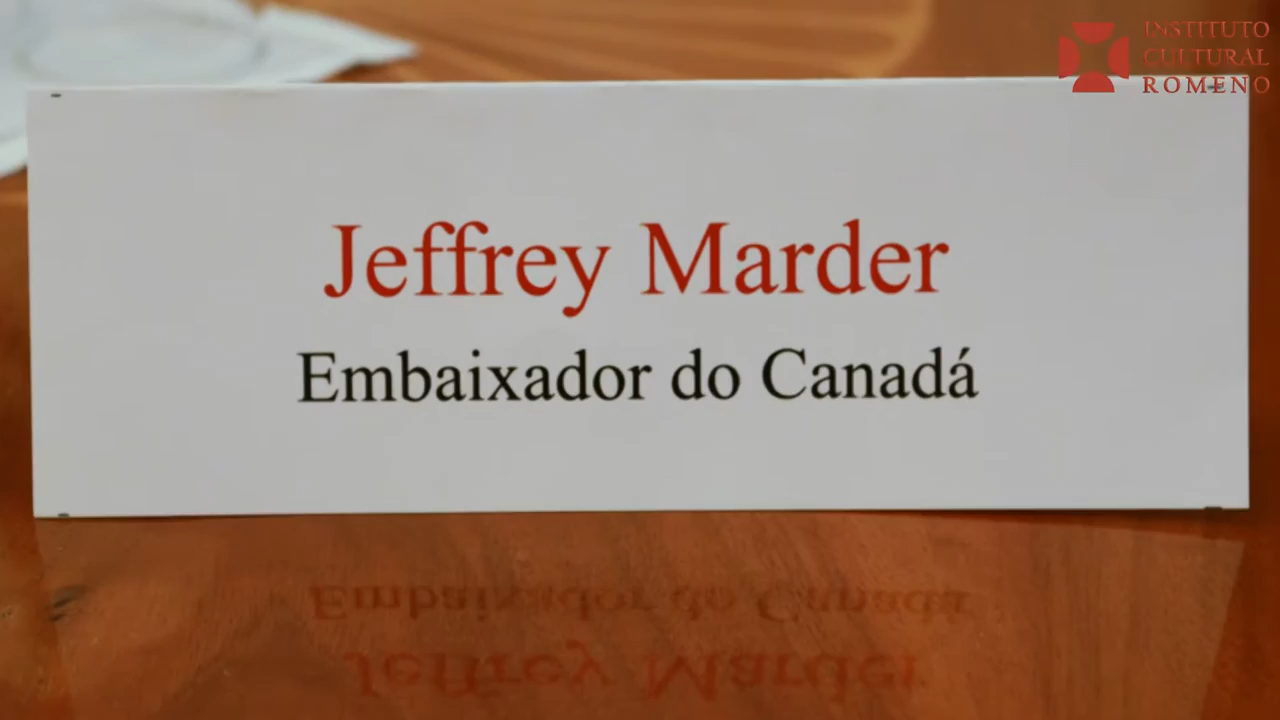 INSTITUTO
CULTURAL
ROMENO
Jeffrey Marder
Embaixador do Canadá